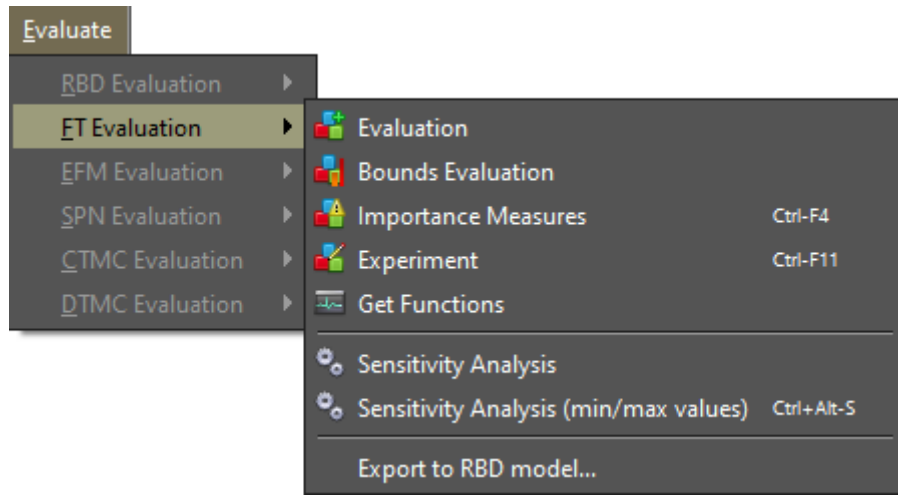 Evaluate
RBD Evaluation
FT Evaluation
EFM Evaluation
SPN Evaluation
CTMC Evaluation
DTMC Evaluation
Evaluation
Bounds Evaluation
Importance Measures Ctrl-F4
Experiment Ctrl-F11
Get Functions
Sensitivity Analysis
Sensitivity Analysis (min/max values) Ctrl+Alt-S
Export to RBD model...